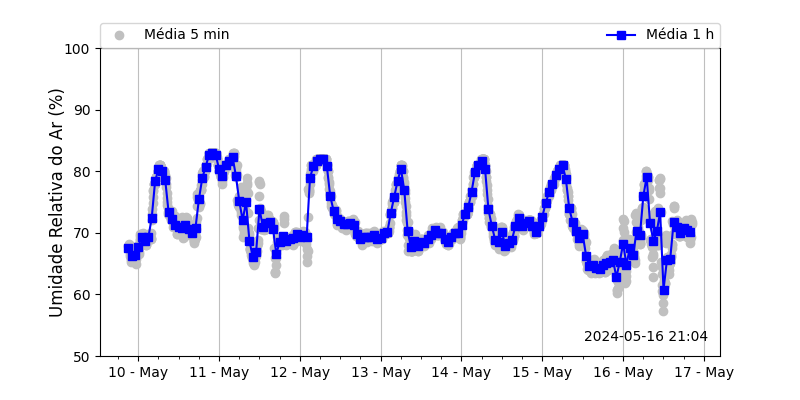 Média 5 min
Média 1 h
100
90
80
70
60
50
Umidade Relativa do Ar (%)
2024-05-16 21:04
10 - May
11 - May
12 - May
13 - May
14 - May
15 - May
16 - May
17 - May